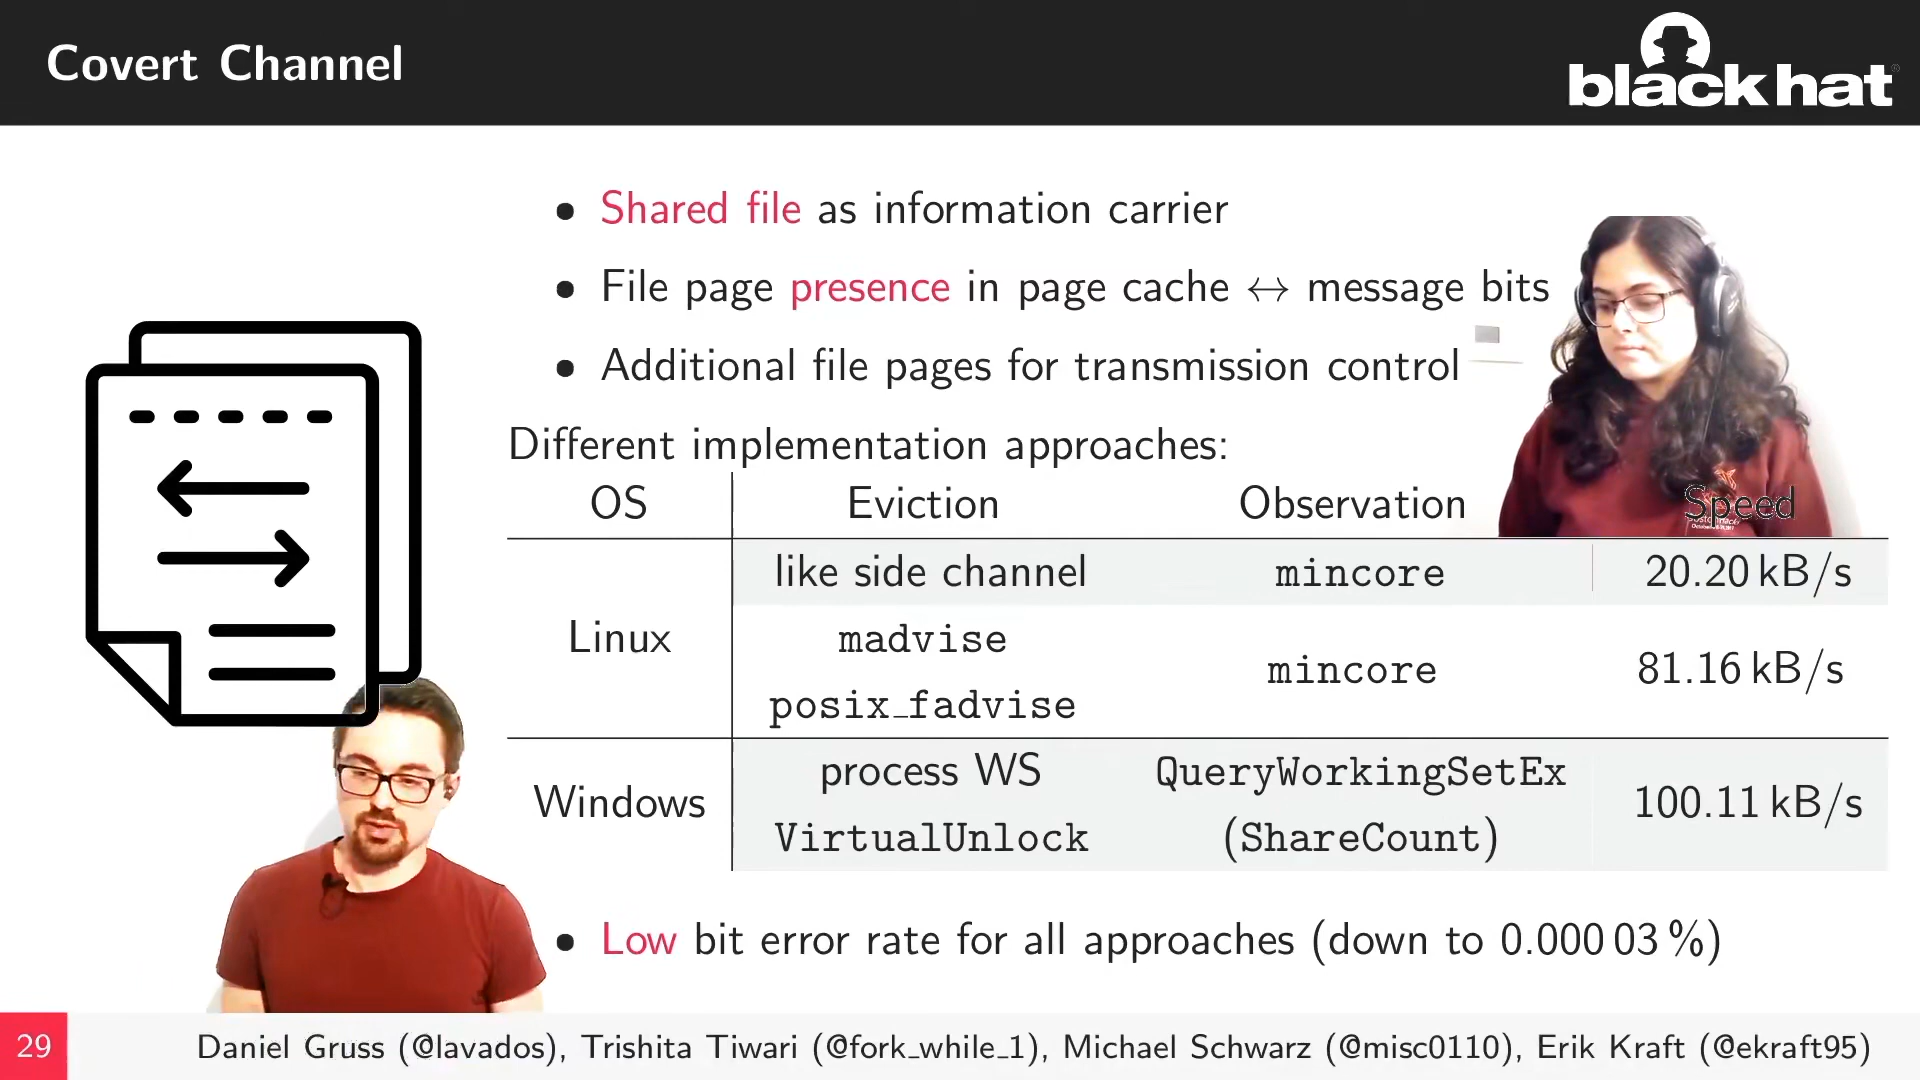 Covert Channel
black hat
• Shared file as information carrier
• File page presence in page cache ↔ message bits
• Additional file pages for transmission control
Different implementation approaches:
OS Eviction Observation Speed
like side channel mincore 20.20 kB/s
Linux
madvise
posix_fadvise
mincore 81.16 kB/s
Windows
process WS
VirtualUnlock
QueryWorkingSetEx
(ShareCount)
100.11 kB/s
• Low bit error rate for all approaches (down to 0.000 03 %)
29
Daniel Gruss (@lavados), Trishita Tiwari (@fork_while_1), Michael Schwarz (@misc0110), Erik Kraft (@ekraft95)